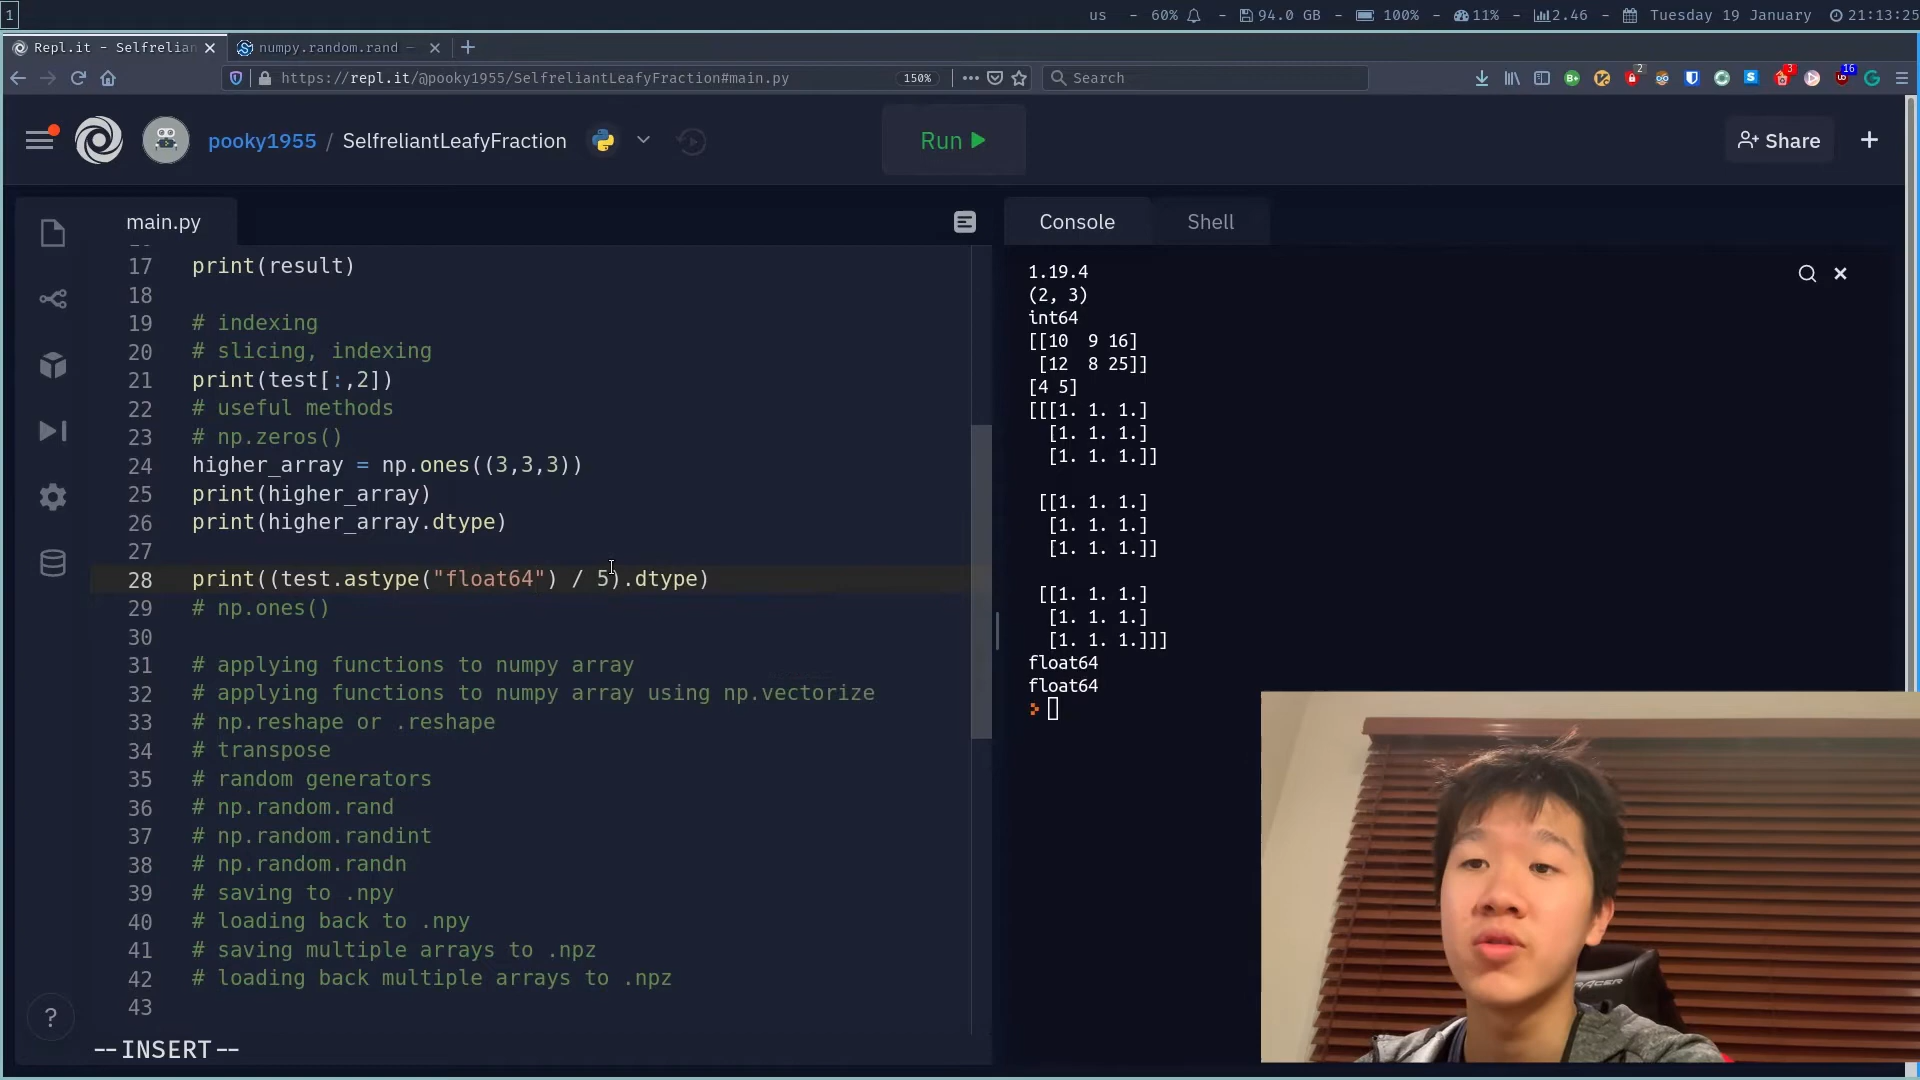 1
us - 60% - 94.0 GB - 100% - 11% - 2.46 - Tuesday 19 January 21:13:25
Repl.it - Selfrelian
numpy.random.rand —
https://repl.it/@pooky1955/SelfreliantLeafyFraction#main.py
150%
Search
2
3
16
pooky1955 / SelfreliantLeafyFraction
Run
Share
main.py
17 print(result)
18
19 # indexing
20 # slicing, indexing
21 print(test[:,2])
22 # useful methods
23 # np.zeros()
24 higher_array = np.ones((3,3,3))
25 print(higher_array)
26 print(higher_array.dtype)
27
28 print((test.astype("float64") / 5).dtype)
29 # np.ones()
30
31 # applying functions to numpy array
32 # applying functions to numpy array using np.vectorize
33 # np.reshape or .reshape
34 # transpose
35 # random generators
36 # np.random.rand
37 # np.random.randint
38 # np.random.randn
39 # saving to .npy
40 # loading back to .npy
41 # saving multiple arrays to .npz
42 # loading back multiple arrays to .npz
43
--INSERT--
?
Console Shell
1.19.4
(2, 3)
int64
[[10  9 16]
 [12  8 25]]
[4 5]
[[[1. 1. 1.]
  [1. 1. 1.]
  [1. 1. 1.]]
 [[1. 1. 1.]
  [1. 1. 1.]
  [1. 1. 1.]]
 [[1. 1. 1.]
  [1. 1. 1.]
  [1. 1. 1.]]]
float64
float64